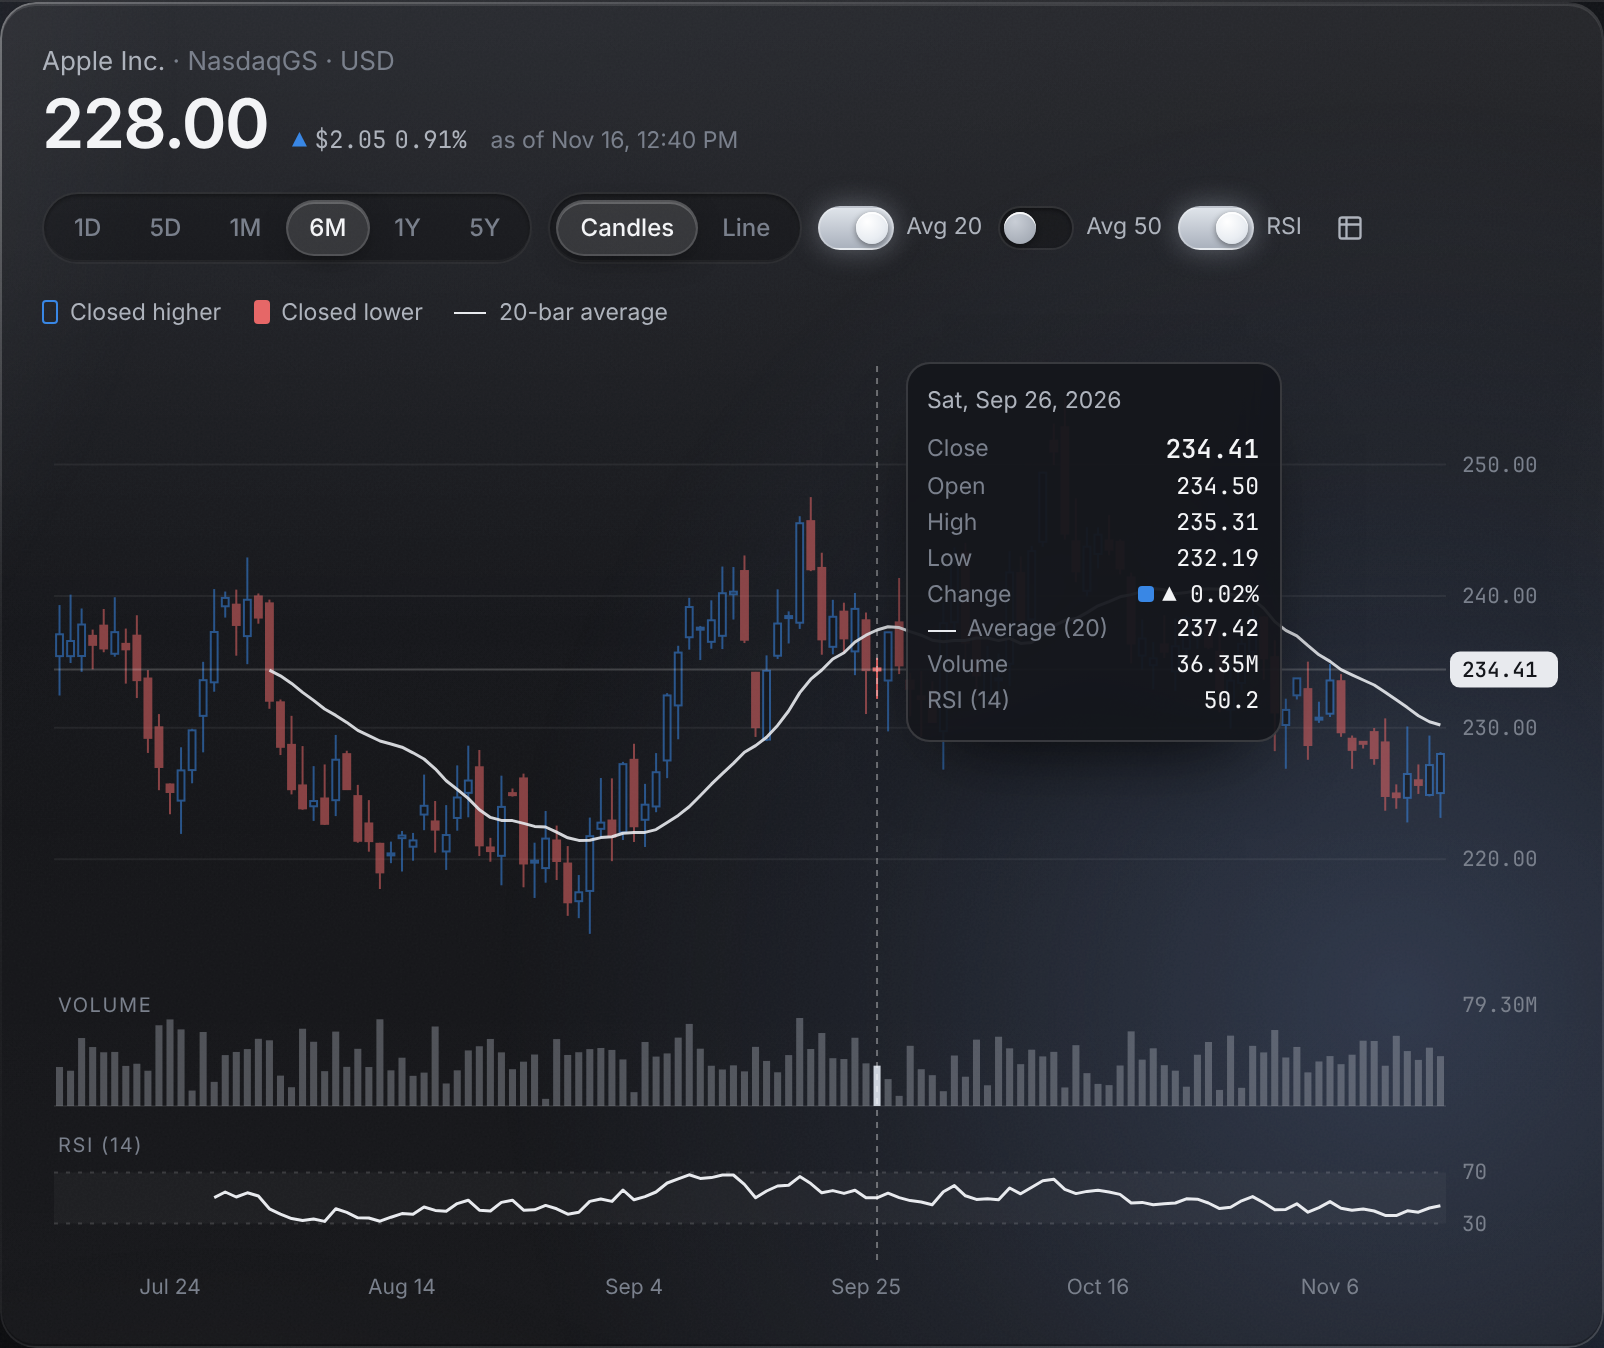 Apple Inc. · NasdaqGS · USD
228.00 ▲ $2.05 0.91% as of Nov 16, 12:40 PM
1D 5D 1M 6M 1Y 5Y Candles Line Avg 20 Avg 50 RSI
Closed higher Closed lower 20-bar average
Sat, Sep 26, 2026
Close 234.41
Open 234.50
High 235.31
Low 232.19
Change ▲ 0.02%
Average (20) 237.42
Volume 36.35M
RSI (14) 50.2
250.00
240.00
234.41
230.00
220.00
VOLUME 79.30M
RSI (14)
70
30
Jul 24 Aug 14 Sep 4 Sep 25 Oct 16 Nov 6